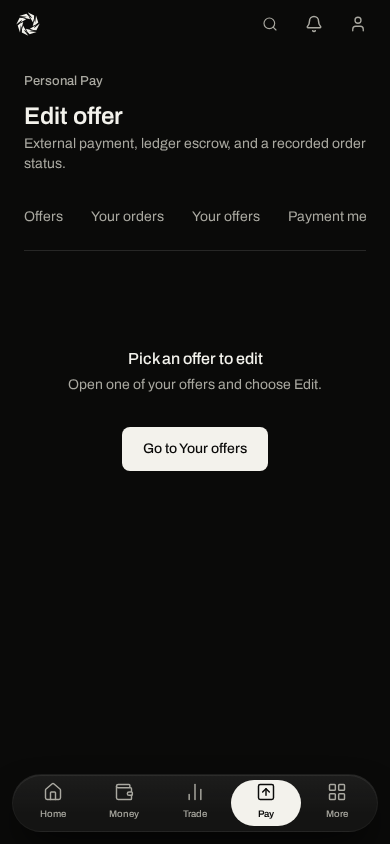 Personal Pay
Edit offer
External payment, ledger escrow, and a recorded order
status.
Offers
Your orders
Your offers
Payment me
Pick an offer to edit
Open one of your offers and choose Edit.
Go to Your offers
Home
Money
Trade
Pay
More